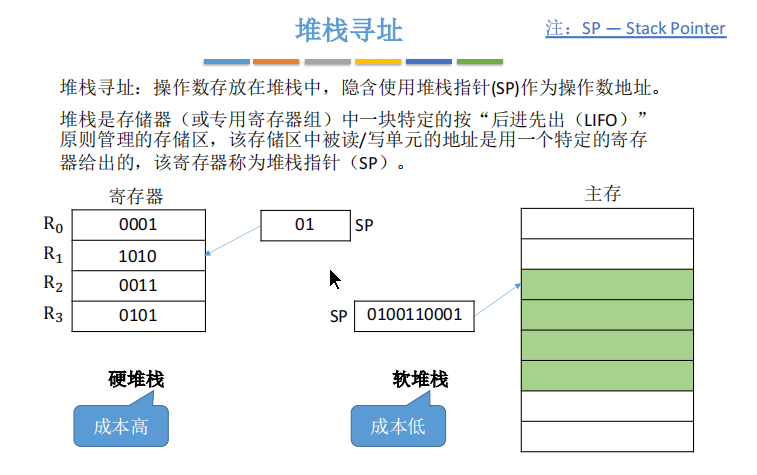 堆栈寻址
注：SP — Stack Pointer
堆栈寻址：操作数存放在堆栈中，隐含使用堆栈指针(SP)作为操作数地址。
堆栈是存储器（或专用寄存器组）中一块特定的按“后进先出（LIFO）”
原则管理的存储区，该存储区中被读/写单元的地址是用一个特定的寄存
器给出的，该寄存器称为堆栈指针（SP）。
寄存器
主存
R₀ 0001
01 SP
R₁ 1010
R₂ 0011
R₃ 0101
SP 0100110001
硬堆栈
软堆栈
成本高
成本低